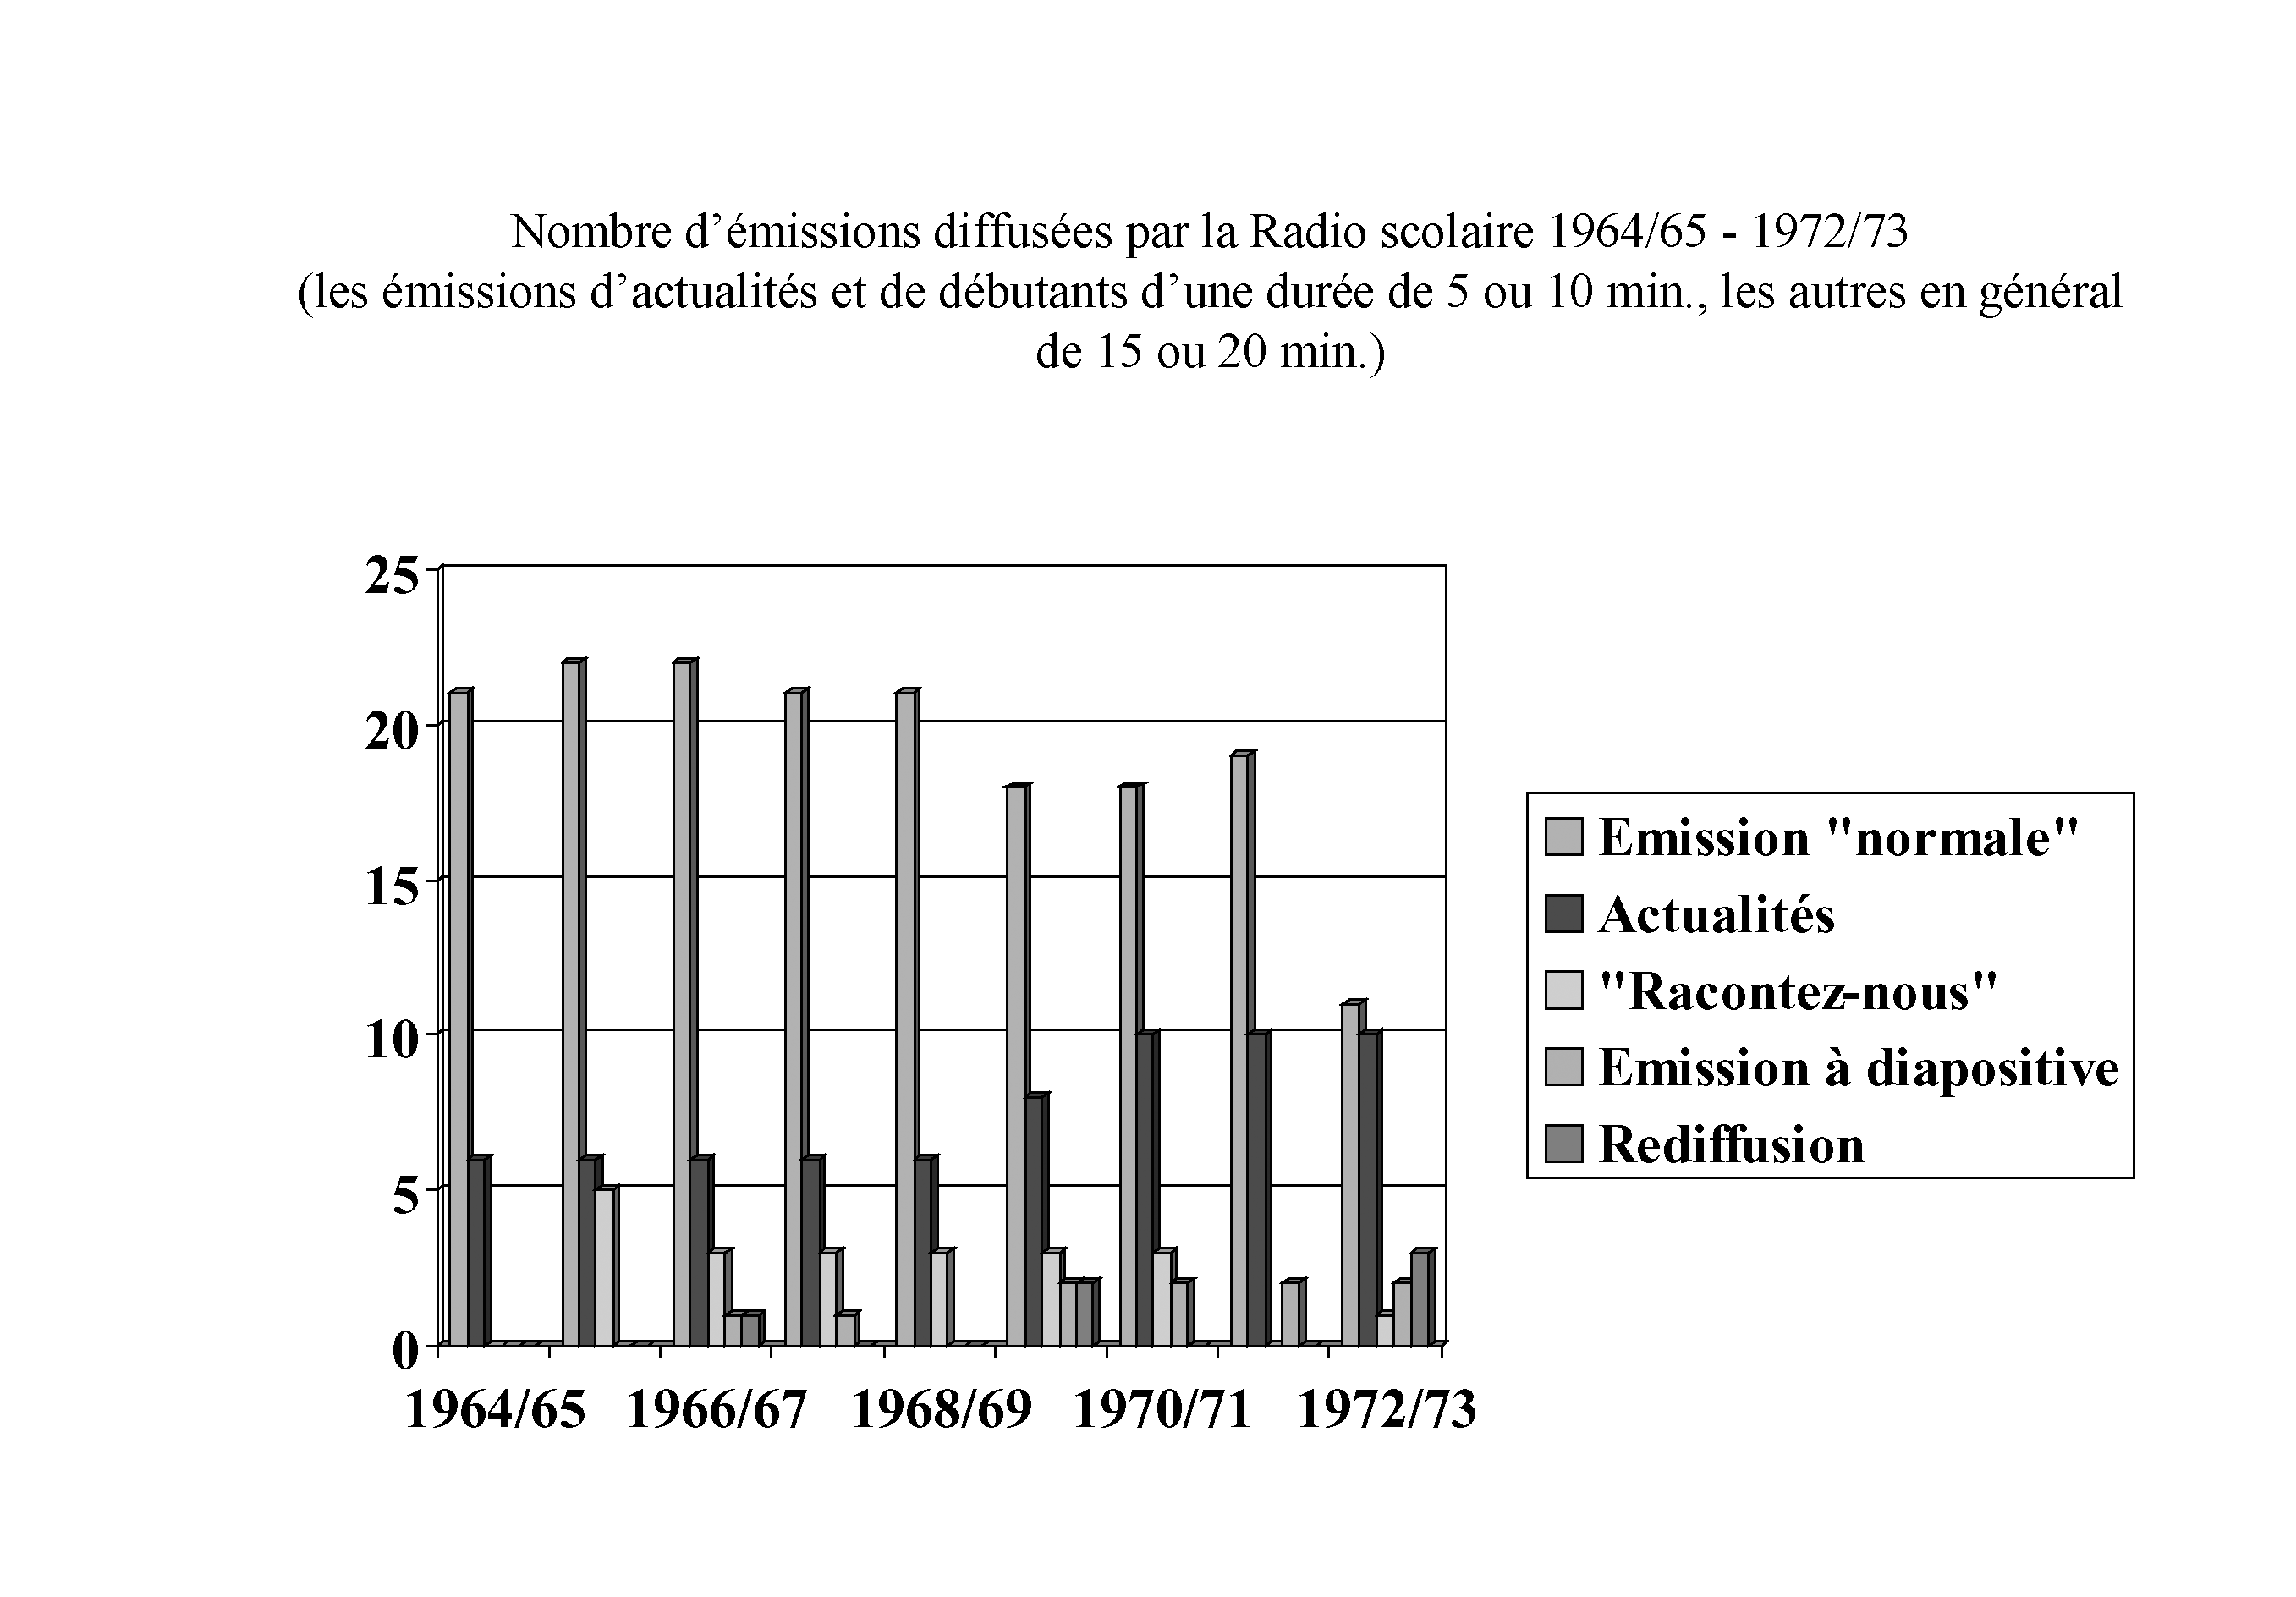 Nombre d’émissions diffusées par la Radio scolaire 1964/65 - 1972/73
(les émissions d’actualités et de débutants d’une durée de 5 ou 10 min., les autres en général
de 15 ou 20 min.)
25
20
15
10
5
0
1964/65 1966/67 1968/69 1970/71 1972/73
Emission "normale"
Actualités
"Racontez-nous"
Emission à diapositive
Rediffusion